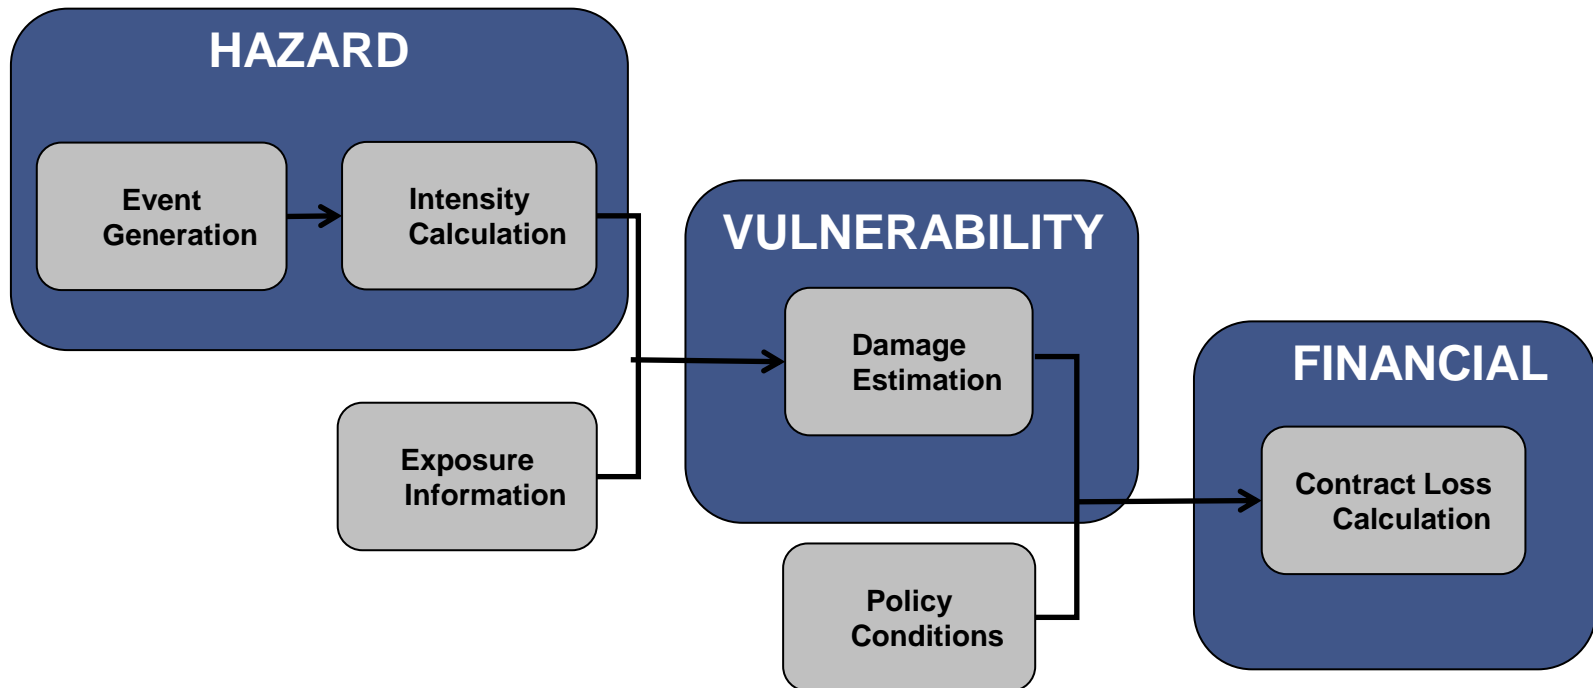 HAZARD
Event
Generation
Intensity
Calculation
Exposure
Information
VULNERABILITY
Damage
Estimation
Policy
Conditions
FINANCIAL
Contract Loss
Calculation